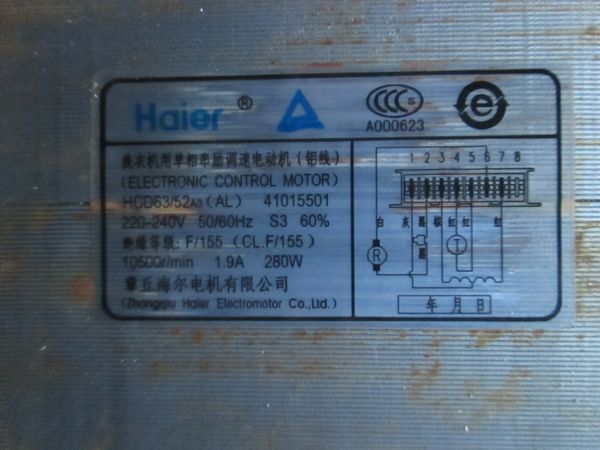 Haier ®
CCC S
A000623
e
洗衣机用单相串励调速电动机(铝线)
(ELECTRONIC CONTROL MOTOR)
HCD63/52A3 (AL) 41015501
220-240V 50/60Hz S3 60%
绝缘等级: F/155 (CL.F/155)
10500r/min 1.9A 280W
章丘海尔电机有限公司
(Zhangqiu Haier Electromotor Co.,Ltd.)
1 2 3 4 5 6 7 8
白 灰 棕 红 红 红
R
T
年 月 日